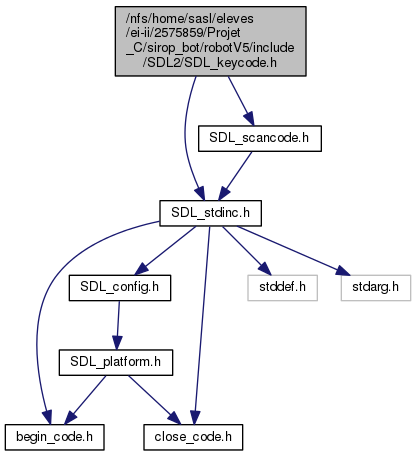 /nfs/home/sasl/eleves
/ei-ii/2575859/Projet
_C/sirop_bot/robotV5/include
/SDL2/SDL_keycode.h
SDL_scancode.h
SDL_stdinc.h
SDL_config.h
stddef.h
stdarg.h
SDL_platform.h
begin_code.h
close_code.h